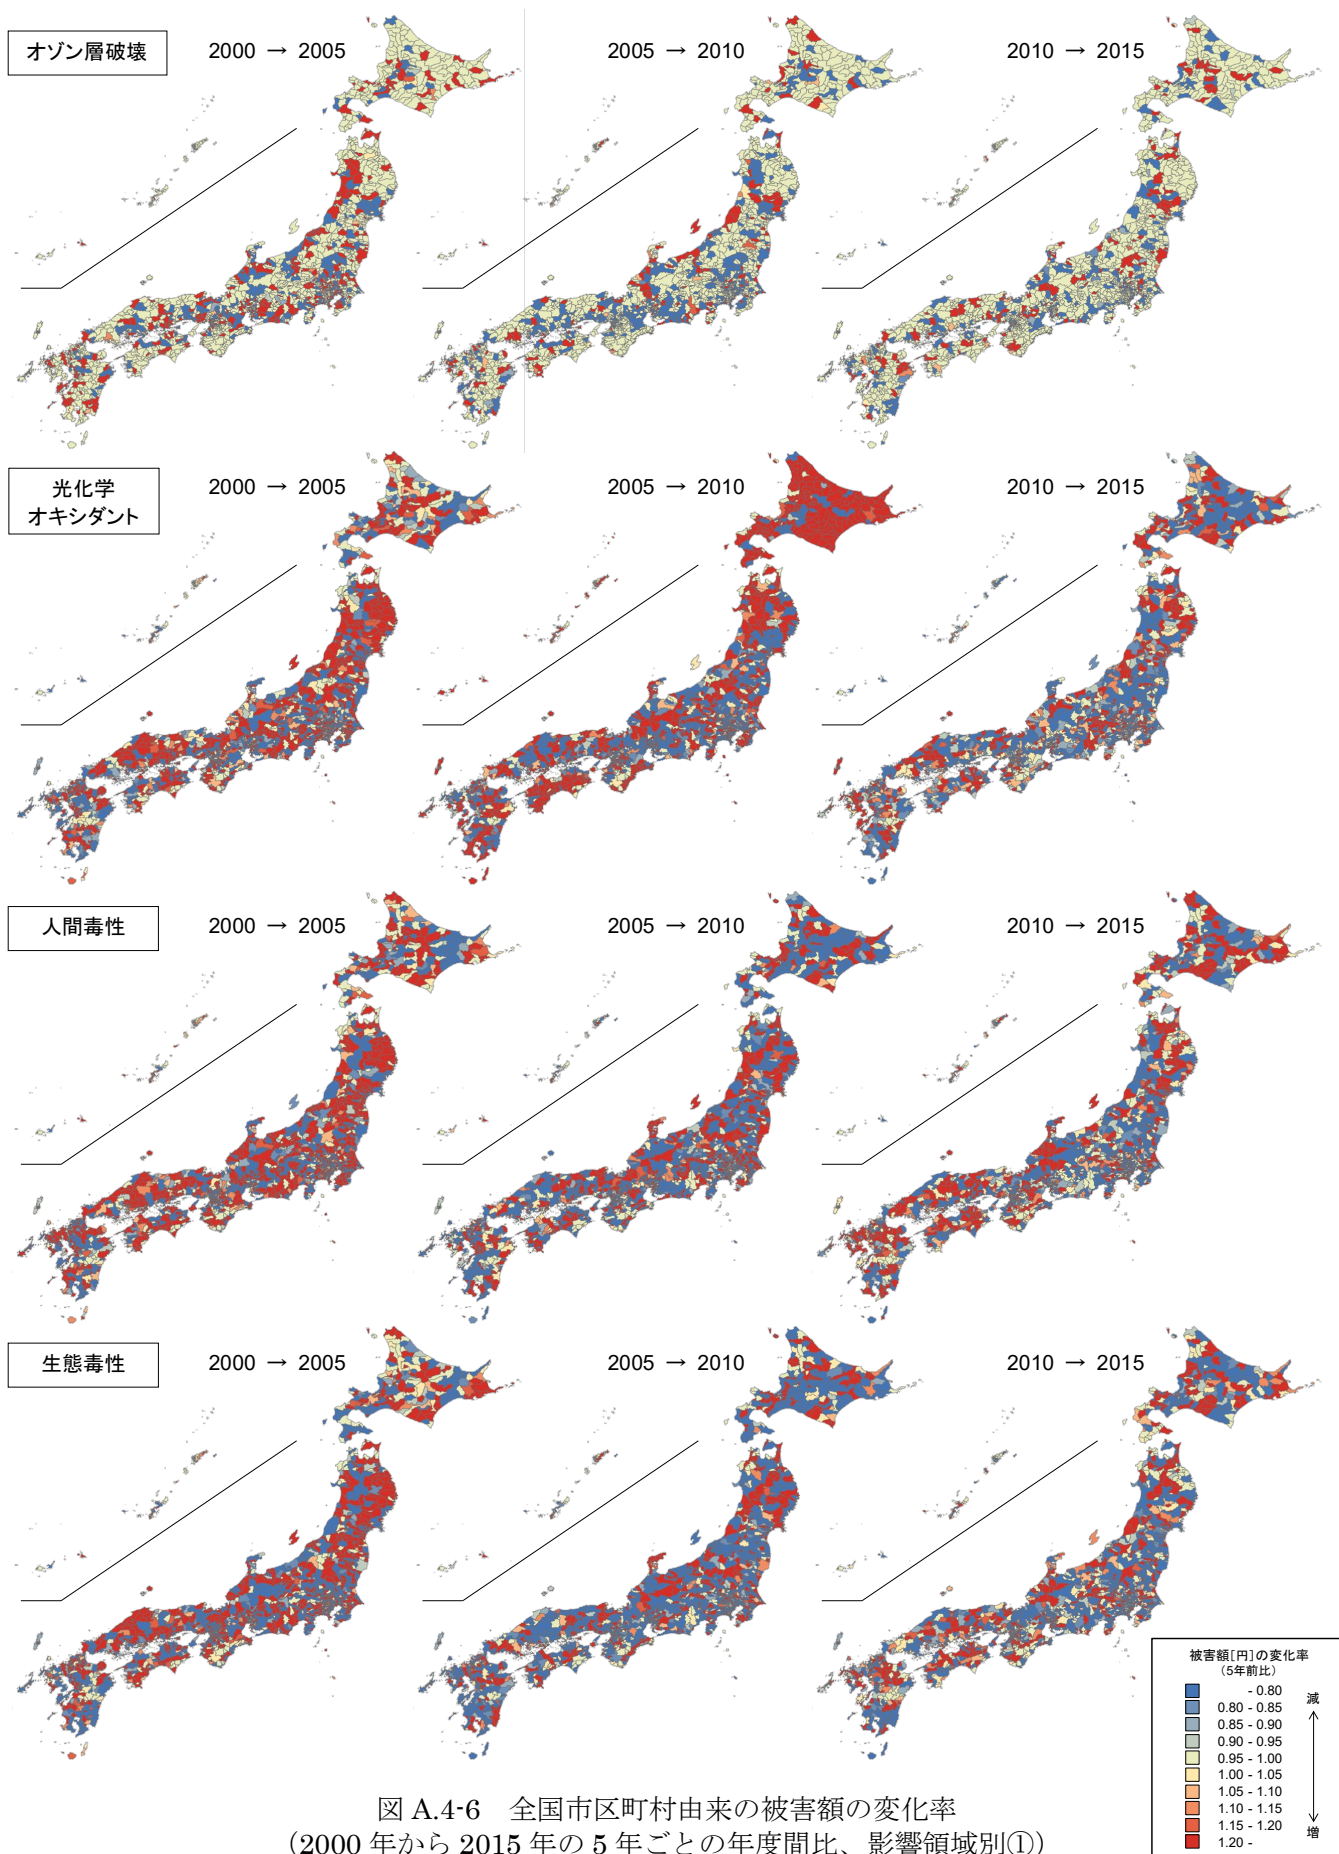 オゾン層破壊
2000 → 2005
2005 → 2010
2010 → 2015
光化学
オキシダント
2000 → 2005
2005 → 2010
2010 → 2015
人間毒性
2000 → 2005
2005 → 2010
2010 → 2015
生態毒性
2000 → 2005
2005 → 2010
2010 → 2015
被害額[円]の変化率
(5年前比)
- 0.80
0.80 - 0.85
0.85 - 0.90
0.90 - 0.95
0.95 - 1.00
1.00 - 1.05
1.05 - 1.10
1.10 - 1.15
1.15 - 1.20
1.20 -
減
増
図 A.4-6 全国市区町村由来の被害額の変化率
(2000 年から 2015 年の 5 年ごとの年度間比、影響領域別①)